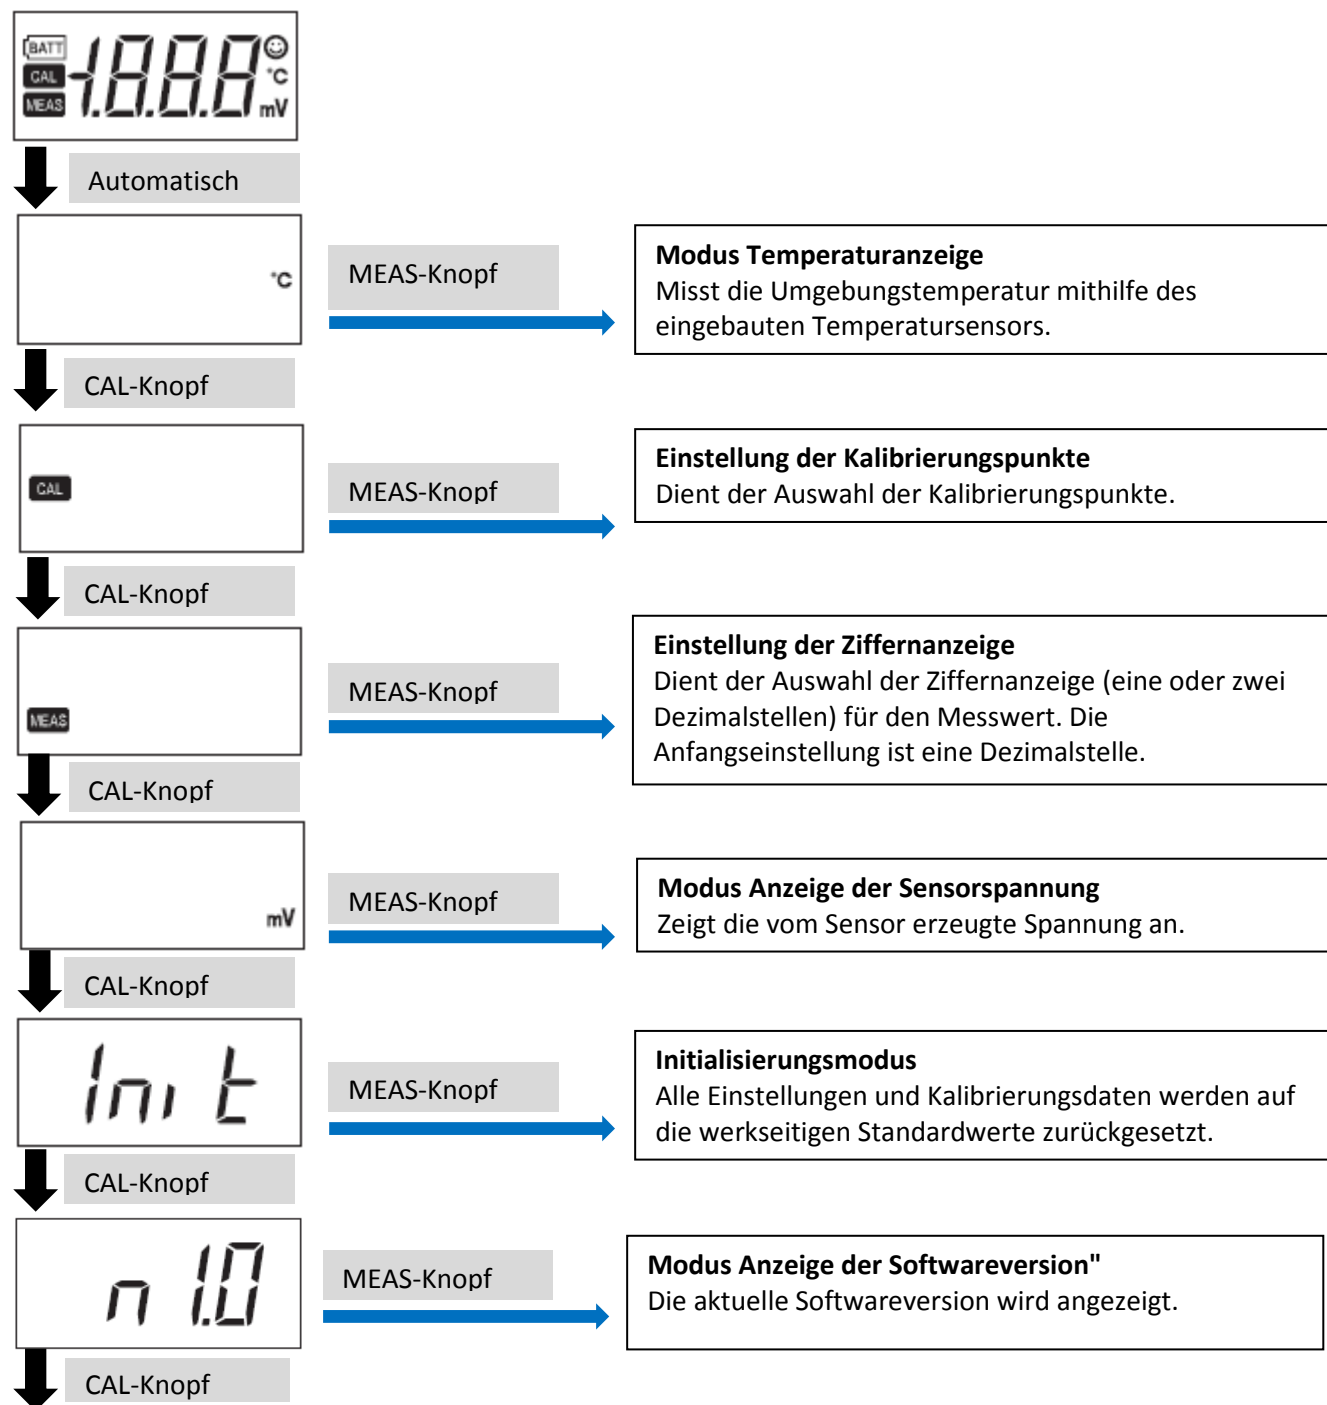 BATT
CAL
MEAS
-1.8.8.8
°C
mV
Automatisch
°C
MEAS-Knopf
Modus Temperaturanzeige
Misst die Umgebungstemperatur mithilfe des
eingebauten Temperatursensors.
CAL-Knopf
CAL
MEAS-Knopf
Einstellung der Kalibrierungspunkte
Dient der Auswahl der Kalibrierungspunkte.
CAL-Knopf
MEAS
MEAS-Knopf
Einstellung der Ziffernanzeige
Dient der Auswahl der Ziffernanzeige (eine oder zwei
Dezimalstellen) für den Messwert. Die
Anfangseinstellung ist eine Dezimalstelle.
CAL-Knopf
mV
MEAS-Knopf
Modus Anzeige der Sensorspannung
Zeigt die vom Sensor erzeugte Spannung an.
CAL-Knopf
Init
MEAS-Knopf
Initialisierungsmodus
Alle Einstellungen und Kalibrierungsdaten werden auf
die werkseitigen Standardwerte zurückgesetzt.
CAL-Knopf
n 1.0
MEAS-Knopf
Modus Anzeige der Softwareversion"
Die aktuelle Softwareversion wird angezeigt.
CAL-Knopf